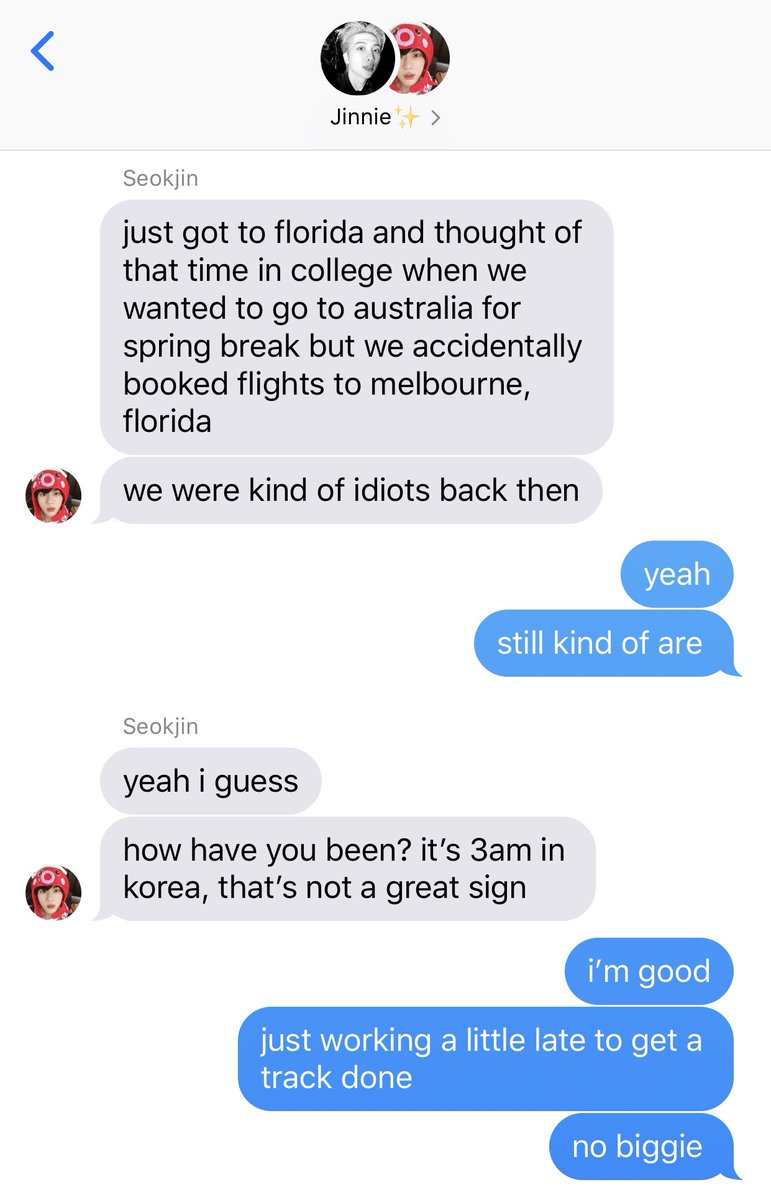 Jinnie✨
Seokjin
just got to florida and thought of
that time in college when we
wanted to go to australia for
spring break but we accidentally
booked flights to melbourne,
florida
we were kind of idiots back then
yeah
still kind of are
Seokjin
yeah i guess
how have you been? it’s 3am in
korea, that’s not a great sign
i’m good
just working a little late to get a
track done
no biggie